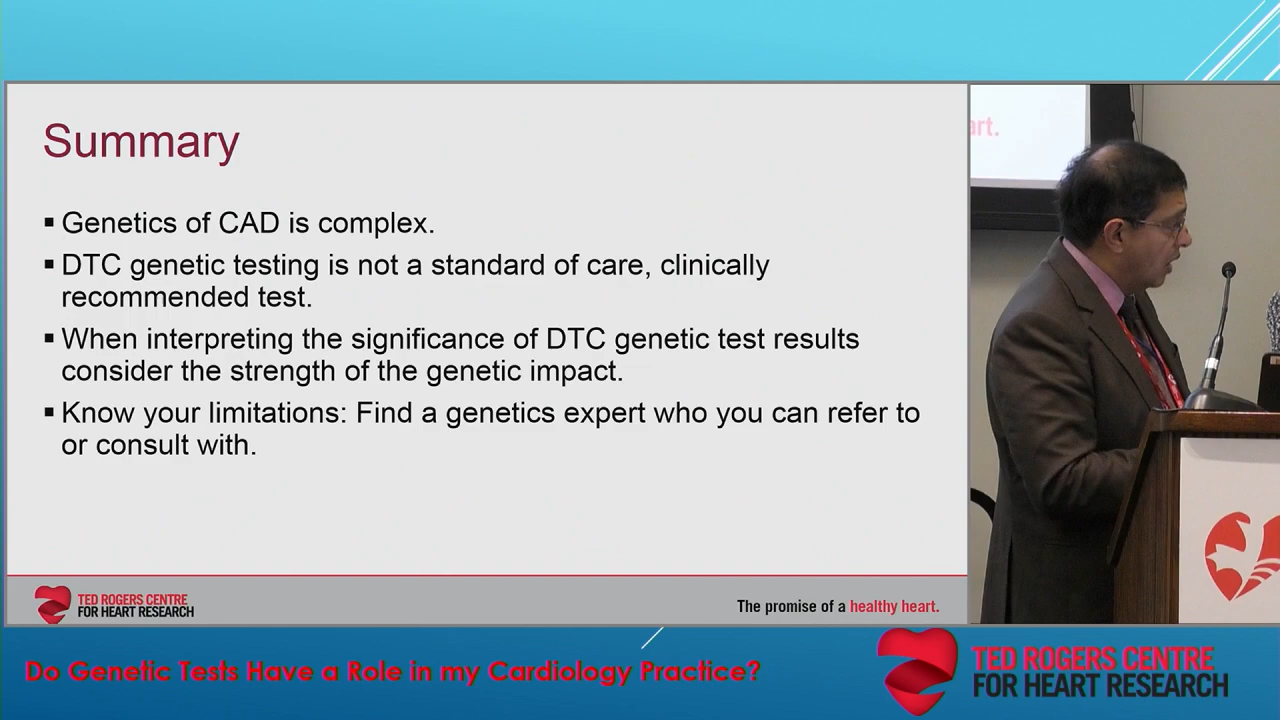 Summary
▪ Genetics of CAD is complex.
▪ DTC genetic testing is not a standard of care, clinically
recommended test.
▪ When interpreting the significance of DTC genetic test results
consider the strength of the genetic impact.
▪ Know your limitations: Find a genetics expert who you can refer to
or consult with.
TED ROGERS CENTRE
FOR HEART RESEARCH
The promise of a healthy heart.
art.
Do Genetic Tests Have a Role in my Cardiology Practice?
TED ROGERS CENTRE
FOR HEART RESEARCH